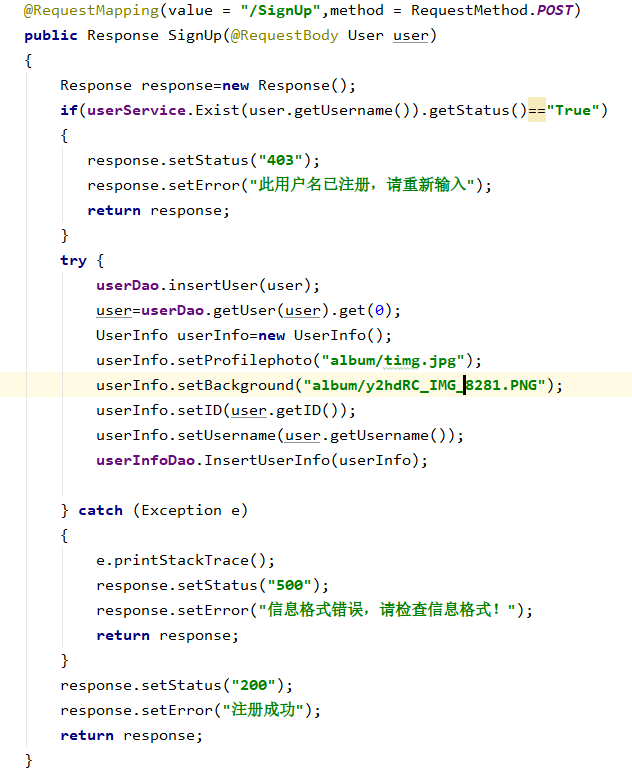 @RequestMapping(value = "/SignUp",method = RequestMethod.POST)
public Response SignUp(@RequestBody User user)
{
    Response response=new Response();
    if(userService.Exist(user.getUsername()).getStatus()=="True")
    {
       response.setStatus("403");
       response.setError("此用户名已注册，请重新输入");
       return response;
    }
    try {
        userDao.insertUser(user);
        user=userDao.getUser(user).get(0);
        UserInfo userInfo=new UserInfo();
        userInfo.setProfilephoto("album/timg.jpg");
        userInfo.setBackground("album/y2hdRC_IMG_8281.PNG");
        userInfo.setID(user.getID());
        userInfo.setUsername(user.getUsername());
        userInfoDao.InsertUserInfo(userInfo);

    } catch (Exception e)
    {
        e.printStackTrace();
        response.setStatus("500");
        response.setError("信息格式错误，请检查信息格式！");
        return response;
    }
    response.setStatus("200");
    response.setError("注册成功");
    return response;
}